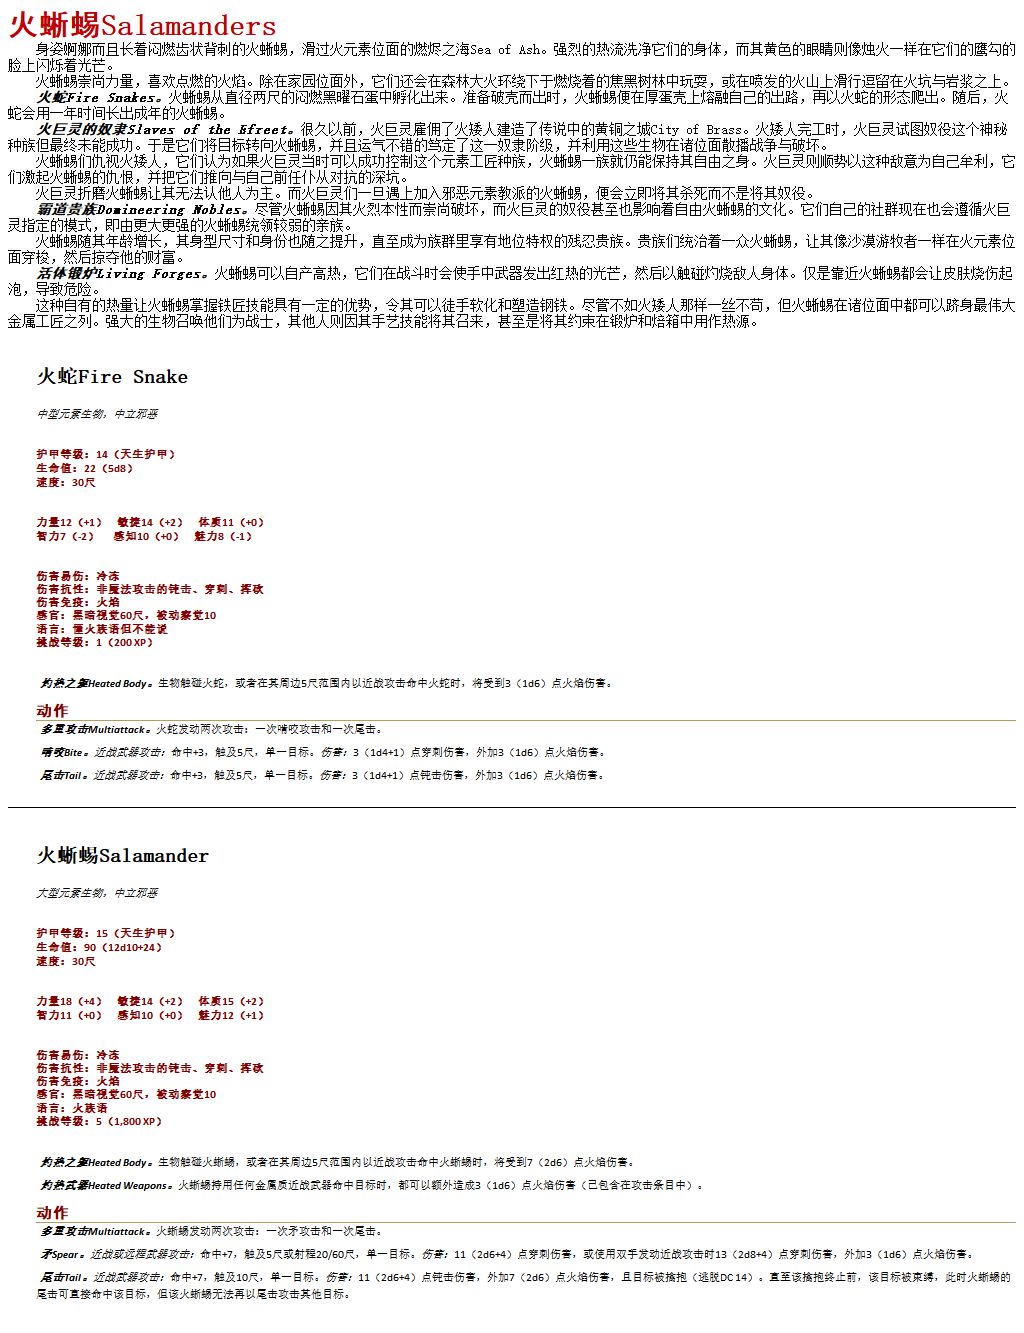 火蜥蜴Salamanders
身姿婀娜而且长着闷燃齿状背刺的火蜥蜴，滑过火元素位面的燃烬之海Sea of Ash。强烈的热流洗净它们的身体，而其黄色的眼睛则像烛火一样在它们的鹰勾的
脸上闪烁着光芒。
火蜥蜴崇尚力量，喜欢点燃的火焰。除在家园位面外，它们还会在森林大火环绕下于燃烧着的焦黑树林中玩耍，或在喷发的火山上滑行逗留在火坑与岩浆之上。
火蛇Fire Snakes。火蜥蜴从直径两尺的闷燃黑曜石蛋中孵化出来。准备破壳而出时，火蜥蜴便在厚蛋壳上熔融自己的出路，再以火蛇的形态爬出。随后，火
蛇会用一年时间长出成年的火蜥蜴。
火巨灵的奴隶Slaves of the Efreet。很久以前，火巨灵雇佣了火矮人建造了传说中的黄铜之城City of Brass。火矮人完工时，火巨灵试图奴役这个神秘
种族但最终未能成功。于是它们将目标转向火蜥蜴，并且运气不错的笃定了这一奴隶阶级，并利用这些生物在诸位面散播战争与破坏。
火蜥蜴们仇视火矮人，它们认为如果火巨灵当时可以成功控制这个元素工匠种族，火蜥蜴一族就仍能保持其自由之身。火巨灵则顺势以这种敌意为自己牟利，它
们激起火蜥蜴的仇恨，并把它们推向与自己前任仆从对抗的深坑。
火巨灵折磨火蜥蜴让其无法认他人为主。而火巨灵们一旦遇上加入邪恶元素教派的火蜥蜴，便会立即将其杀死而不是将其奴役。
霸道贵族Domineering Nobles。尽管火蜥蜴因其火烈本性而崇尚破坏，而火巨灵的奴役甚至也影响着自由火蜥蜴的文化。它们自己的社群现在也会遵循火巨
灵指定的模式，即由更大更强的火蜥蜴统领较弱的亲族。
火蜥蜴随其年龄增长，其身型尺寸和身份也随之提升，直至成为族群里享有地位特权的残忍贵族。贵族们统治着一众火蜥蜴，让其像沙漠游牧者一样在火元素位
面穿梭，然后掠夺他的财富。
活体锻炉Living Forges。火蜥蜴可以自产高热，它们在战斗时会使手中武器发出红热的光芒，然后以触碰灼烧敌人身体。仅是靠近火蜥蜴都会让皮肤烧伤起
泡，导致危险。
这种自有的热量让火蜥蜴掌握铁匠技能具有一定的优势，令其可以徒手软化和塑造钢铁。尽管不如火矮人那样一丝不苟，但火蜥蜴在诸位面中都可以跻身最伟大
金属工匠之列。强大的生物召唤他们为战士，其他人则因其手艺技能将其召来，甚至是将其约束在锻炉和焙箱中用作热源。
火蛇Fire Snake
中型元素生物，中立邪恶
护甲等级：14（天生护甲）
生命值：22（5d8）
速度：30尺
力量12（+1） 敏捷14（+2） 体质11（+0）
智力7（-2） 感知10（+0） 魅力8（-1）
伤害易伤：冷冻
伤害抗性：非魔法攻击的钝击、穿刺、挥砍
伤害免疫：火焰
感官：黑暗视觉60尺，被动察觉10
语言：懂火族语但不能说
挑战等级：1（200 XP）
灼热之躯Heated Body。生物触碰火蛇，或者在其周边5尺范围内以近战攻击命中火蛇时，将受到3（1d6）点火焰伤害。
动作
多重攻击Multiattack。火蛇发动两次攻击：一次啃咬攻击和一次尾击。
啃咬Bite。近战武器攻击：命中+3，触及5尺，单一目标。伤害：3（1d4+1）点穿刺伤害，外加3（1d6）点火焰伤害。
尾击Tail。近战武器攻击：命中+3，触及5尺，单一目标。伤害：3（1d4+1）点钝击伤害，外加3（1d6）点火焰伤害。
火蜥蜴Salamander
大型元素生物，中立邪恶
护甲等级：15（天生护甲）
生命值：90（12d10+24）
速度：30尺
力量18（+4） 敏捷14（+2） 体质15（+2）
智力11（+0） 感知10（+0） 魅力12（+1）
伤害易伤：冷冻
伤害抗性：非魔法攻击的钝击、穿刺、挥砍
伤害免疫：火焰
感官：黑暗视觉60尺，被动察觉10
语言：火族语
挑战等级：5（1,800 XP）
灼热之躯Heated Body。生物触碰火蜥蜴，或者在其周边5尺范围内以近战攻击命中火蜥蜴时，将受到7（2d6）点火焰伤害。
灼热武器Heated Weapons。火蜥蜴持用任何金属质近战武器命中目标时，都可以额外造成3（1d6）点火焰伤害（已包含在攻击条目中）。
动作
多重攻击Multiattack。火蜥蜴发动两次攻击：一次矛攻击和一次尾击。
矛Spear。近战或远程武器攻击：命中+7，触及5尺或射程20/60尺，单一目标。伤害：11（2d6+4）点穿刺伤害，或使用双手发动近战攻击时13（2d8+4）点穿刺伤害，外加3（1d6）点火焰伤害。
尾击Tail。近战武器攻击：命中+7，触及10尺，单一目标。伤害：11（2d6+4）点钝击伤害，外加7（2d6）点火焰伤害，且目标被擒抱（逃脱DC 14）。直至该擒抱终止前，该目标被束缚，此时火蜥蜴的
尾击可直接命中该目标，但该火蜥蜴无法再以尾击攻击其他目标。